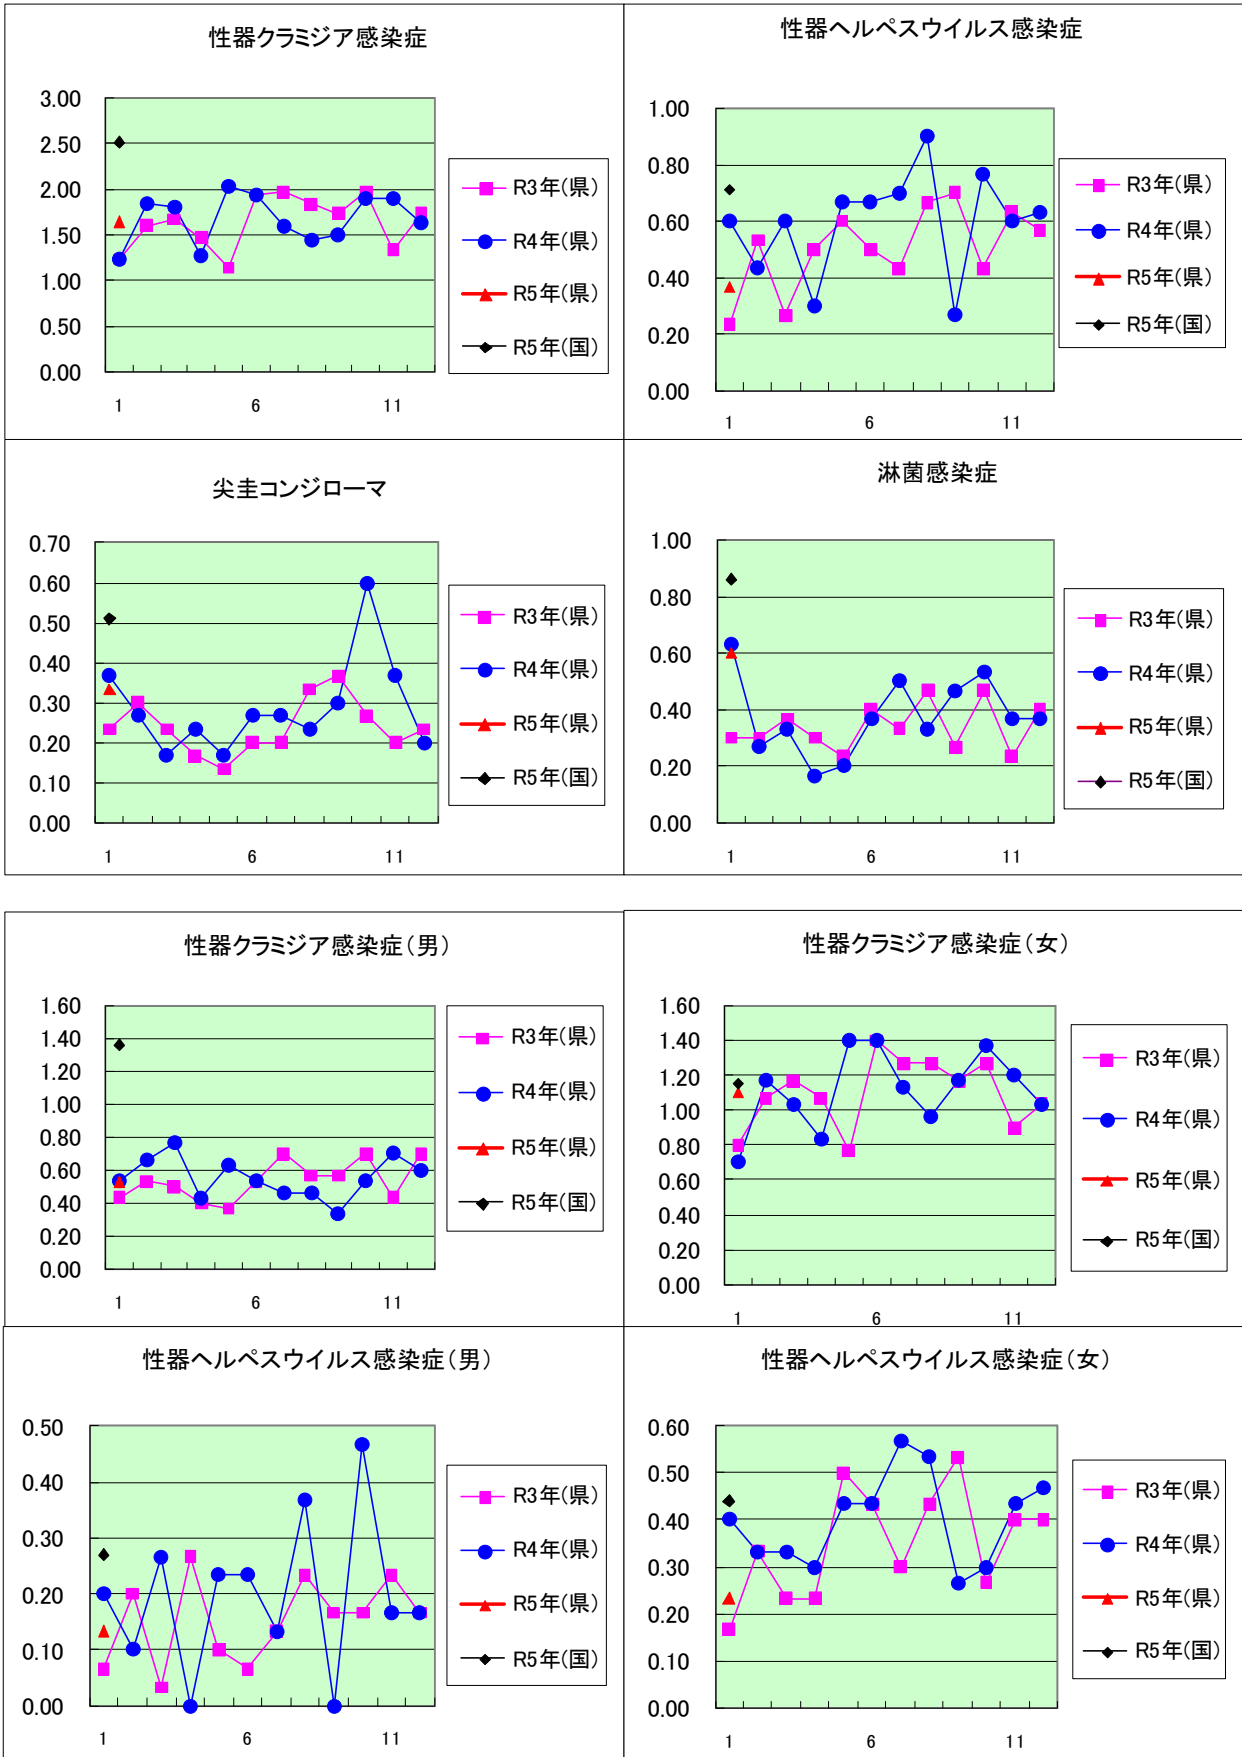 性器クラミジア感染症
3.00
2.50
2.00
1.50
1.00
0.50
0.00
1 6 11
R3年(県)
R4年(県)
R5年(県)
R5年(国)
性器ヘルペスウイルス感染症
1.00
0.80
0.60
0.40
0.20
0.00
1 6 11
R3年(県)
R4年(県)
R5年(県)
R5年(国)
尖圭コンジローマ
0.70
0.60
0.50
0.40
0.30
0.20
0.10
0.00
1 6 11
R3年(県)
R4年(県)
R5年(県)
R5年(国)
淋菌感染症
1.00
0.80
0.60
0.40
0.20
0.00
1 6 11
R3年(県)
R4年(県)
R5年(県)
R5年(国)
性器クラミジア感染症(男)
1.60
1.40
1.20
1.00
0.80
0.60
0.40
0.20
0.00
1 6 11
R3年(県)
R4年(県)
R5年(県)
R5年(国)
性器クラミジア感染症(女)
1.60
1.40
1.20
1.00
0.80
0.60
0.40
0.20
0.00
1 6 11
R3年(県)
R4年(県)
R5年(県)
R5年(国)
性器ヘルペスウイルス感染症(男)
0.50
0.40
0.30
0.20
0.10
0.00
1 6 11
R3年(県)
R4年(県)
R5年(県)
R5年(国)
性器ヘルペスウイルス感染症(女)
0.60
0.50
0.40
0.30
0.20
0.10
0.00
1 6 11
R3年(県)
R4年(県)
R5年(県)
R5年(国)